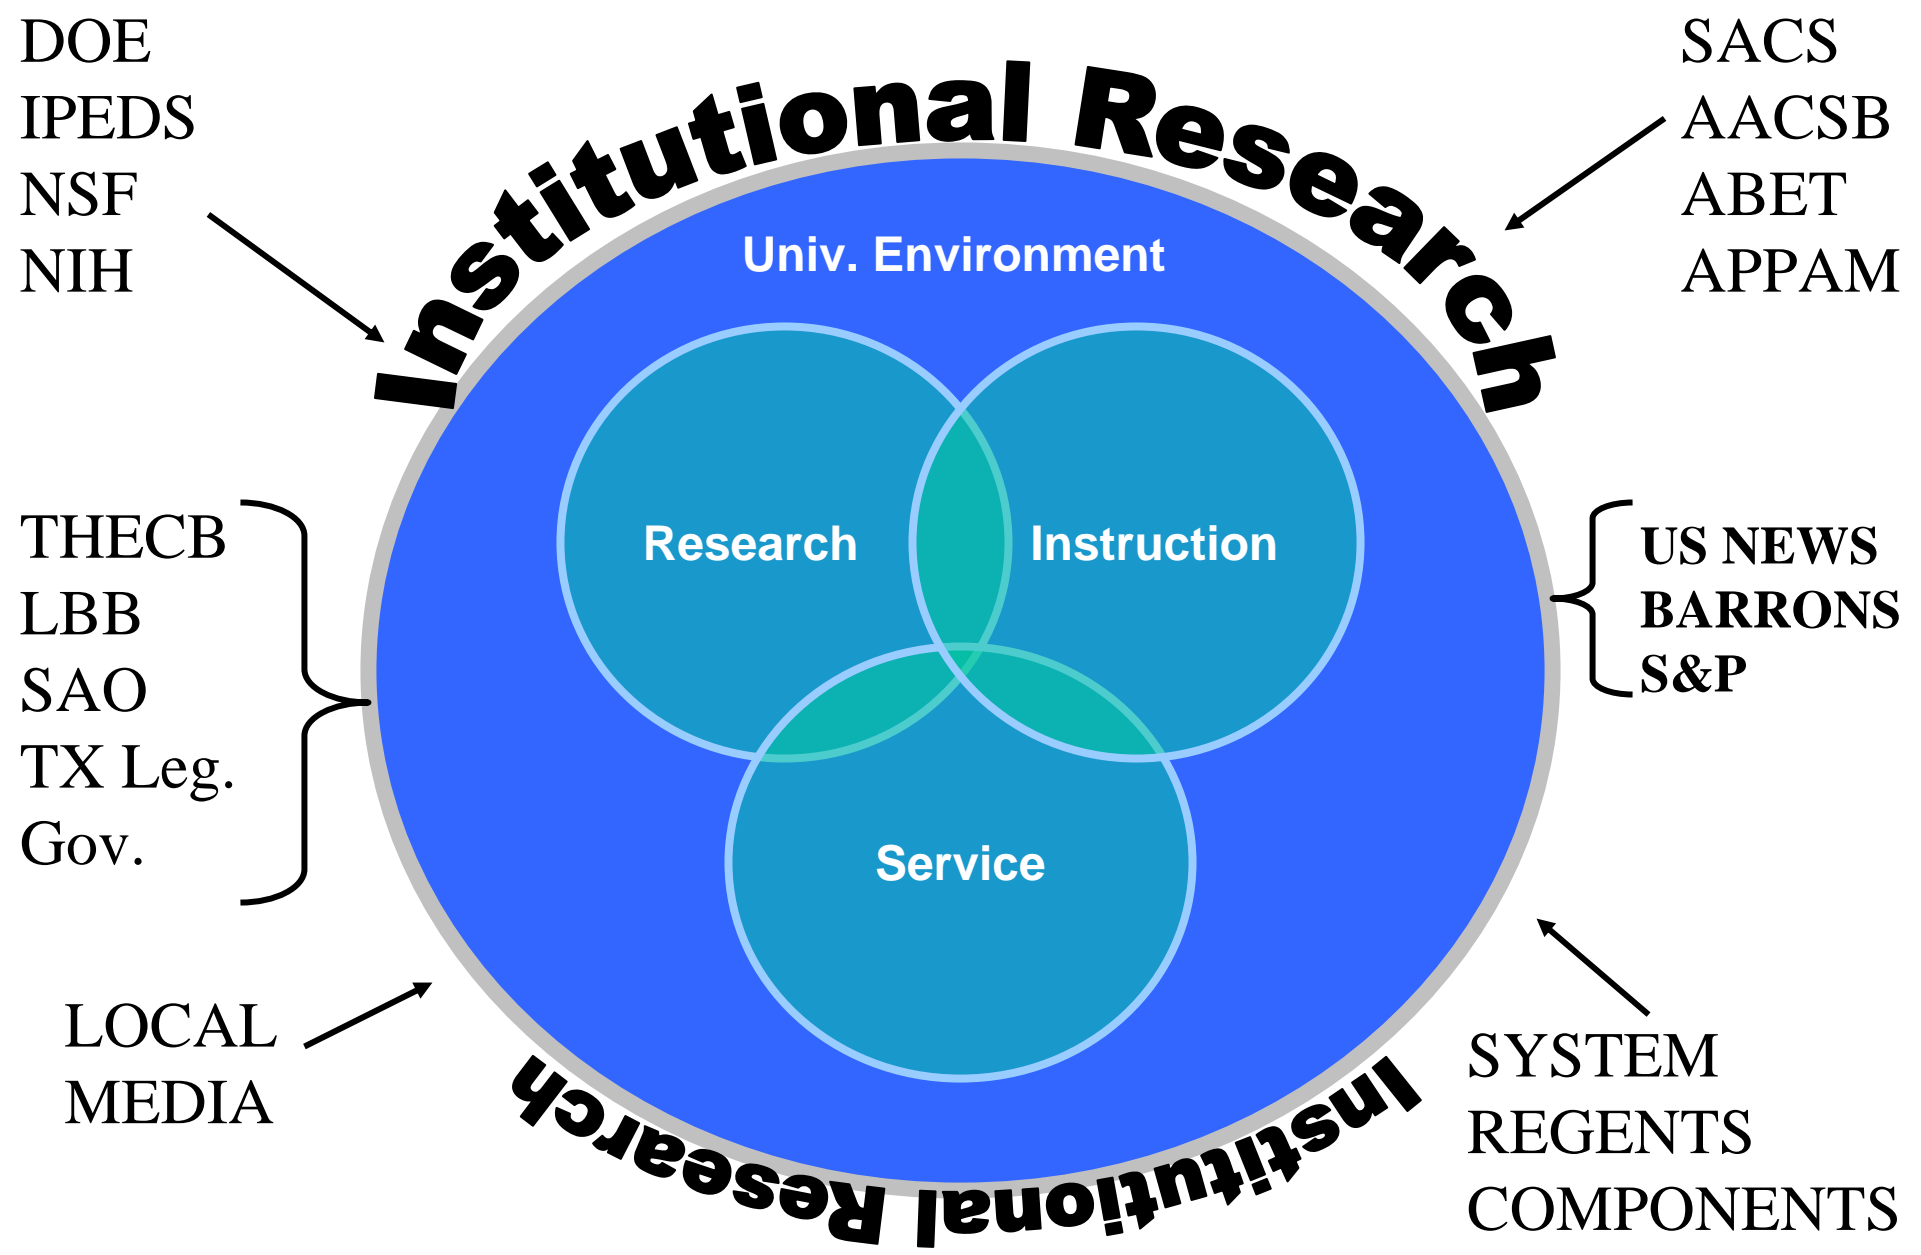 DOE
IPEDS
NSF
NIH
Institutional Research
SACS
AACSB
ABET
APPAM
Univ. Environment
Research
Instruction
Service
THECB
LBB
SAO
TX Leg.
Gov.
US NEWS
BARRONS
S&P
LOCAL
MEDIA
SYSTEM
REGENTS
COMPONENTS
Institutional Research